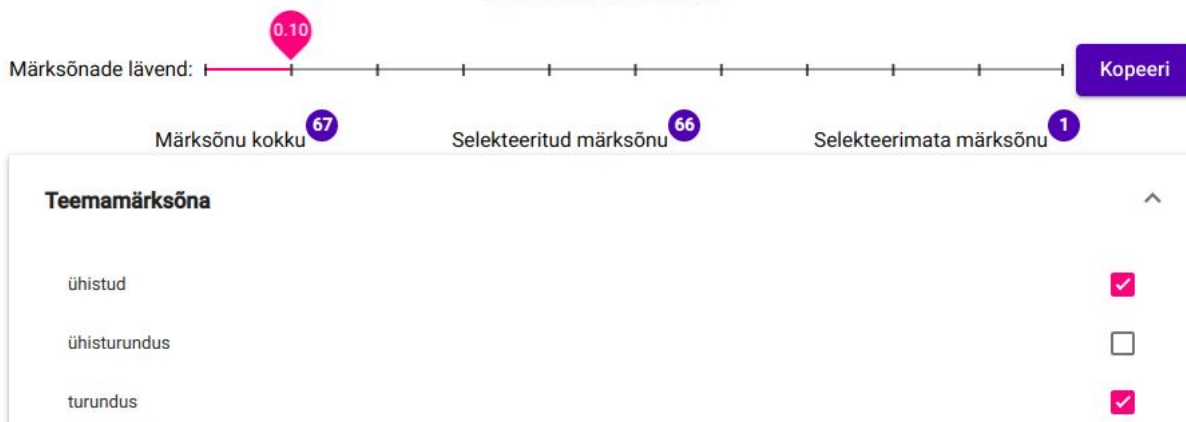 0.10
Märksõnade lävend:
Kopeeri
Märksõnu kokku 67 Selekteeritud märksõnu 66 Selekteerimata märksõnu 1
Teemamärksõna
ühistud
ühisturundus
turundus